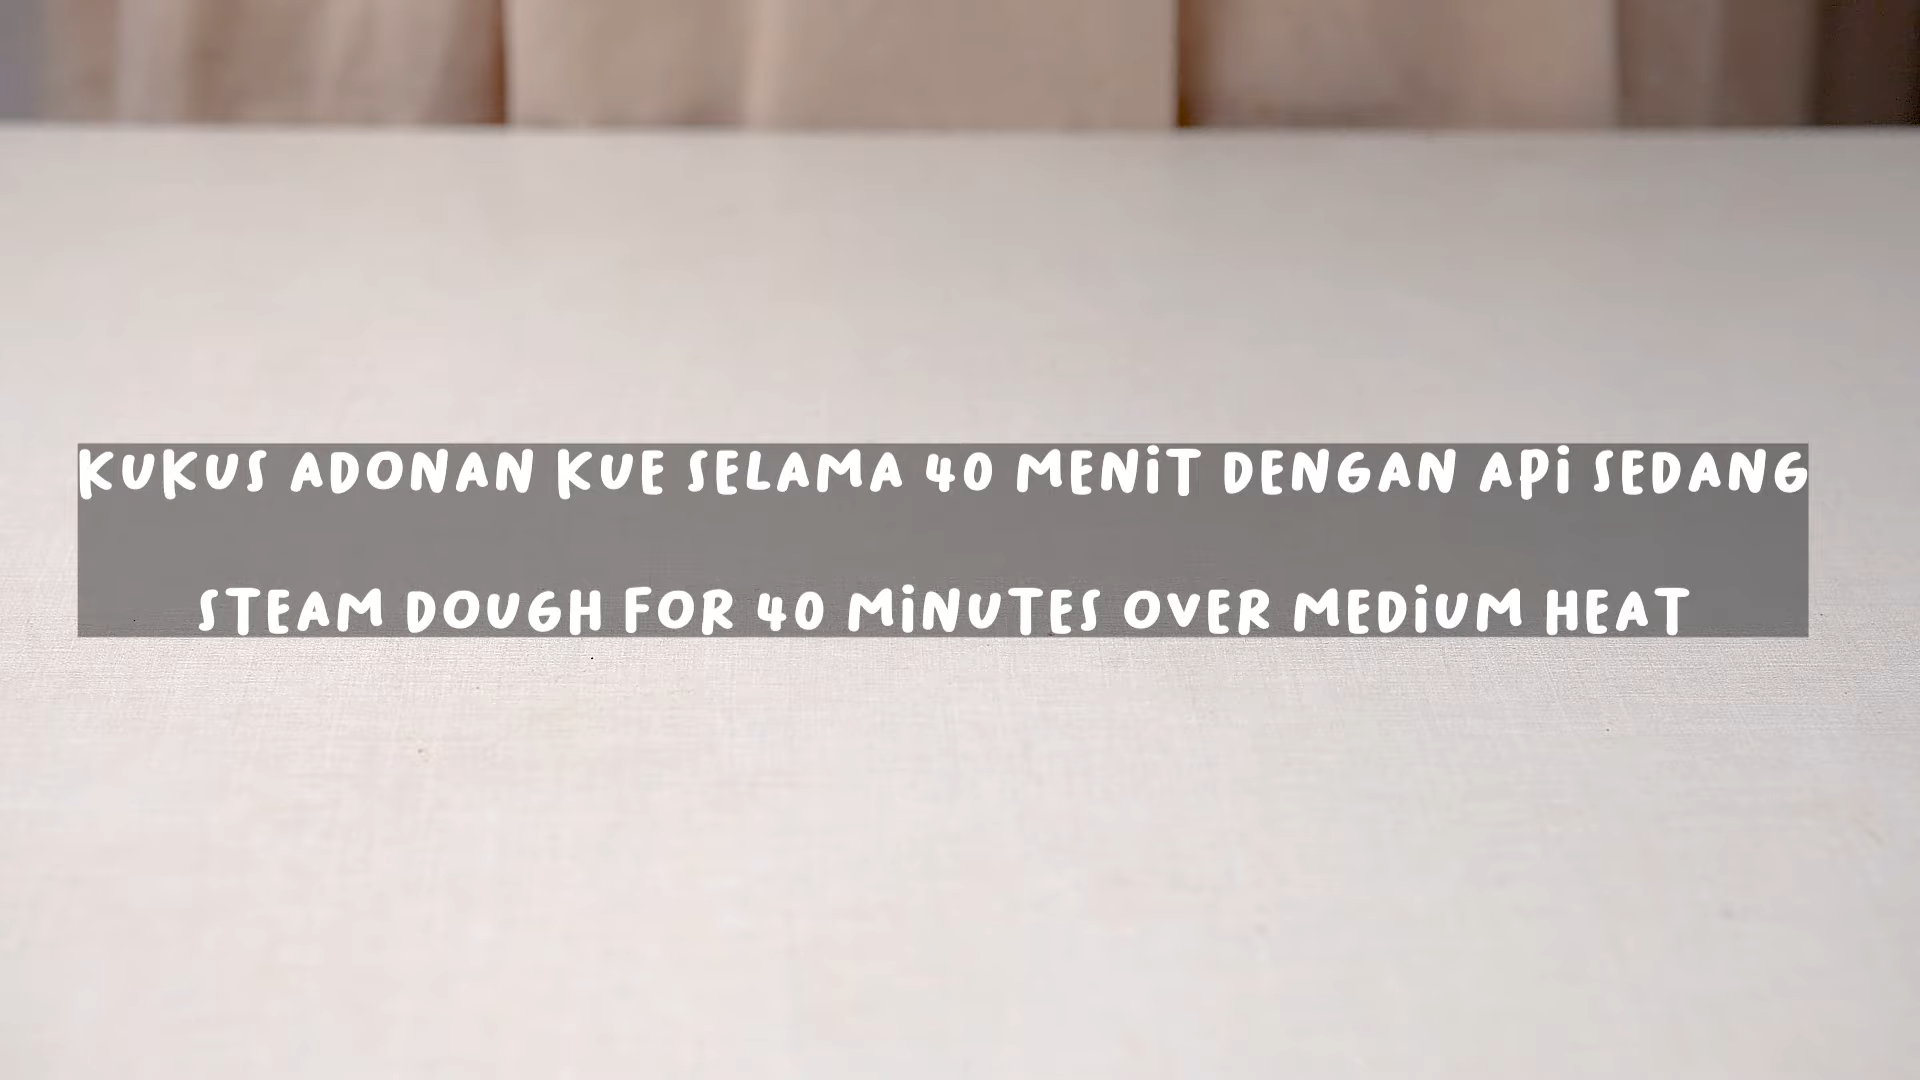 KUKUS ADONAN KUE SELAMA 40 MENiT DENGAN APi SEDANG
STEAM DOUGH FOR 40 MiNUTES OVER MEDiUM HEAT